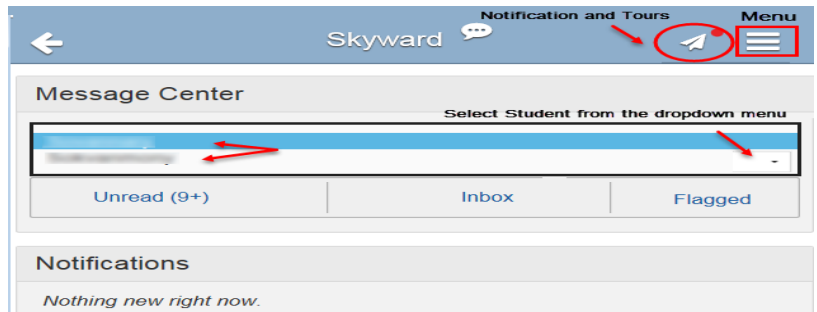 Notification and Tours Menu
Skyward
Message Center
Select Student from the dropdown menu
Unread (9+) Inbox Flagged
Notifications
Nothing new right now.